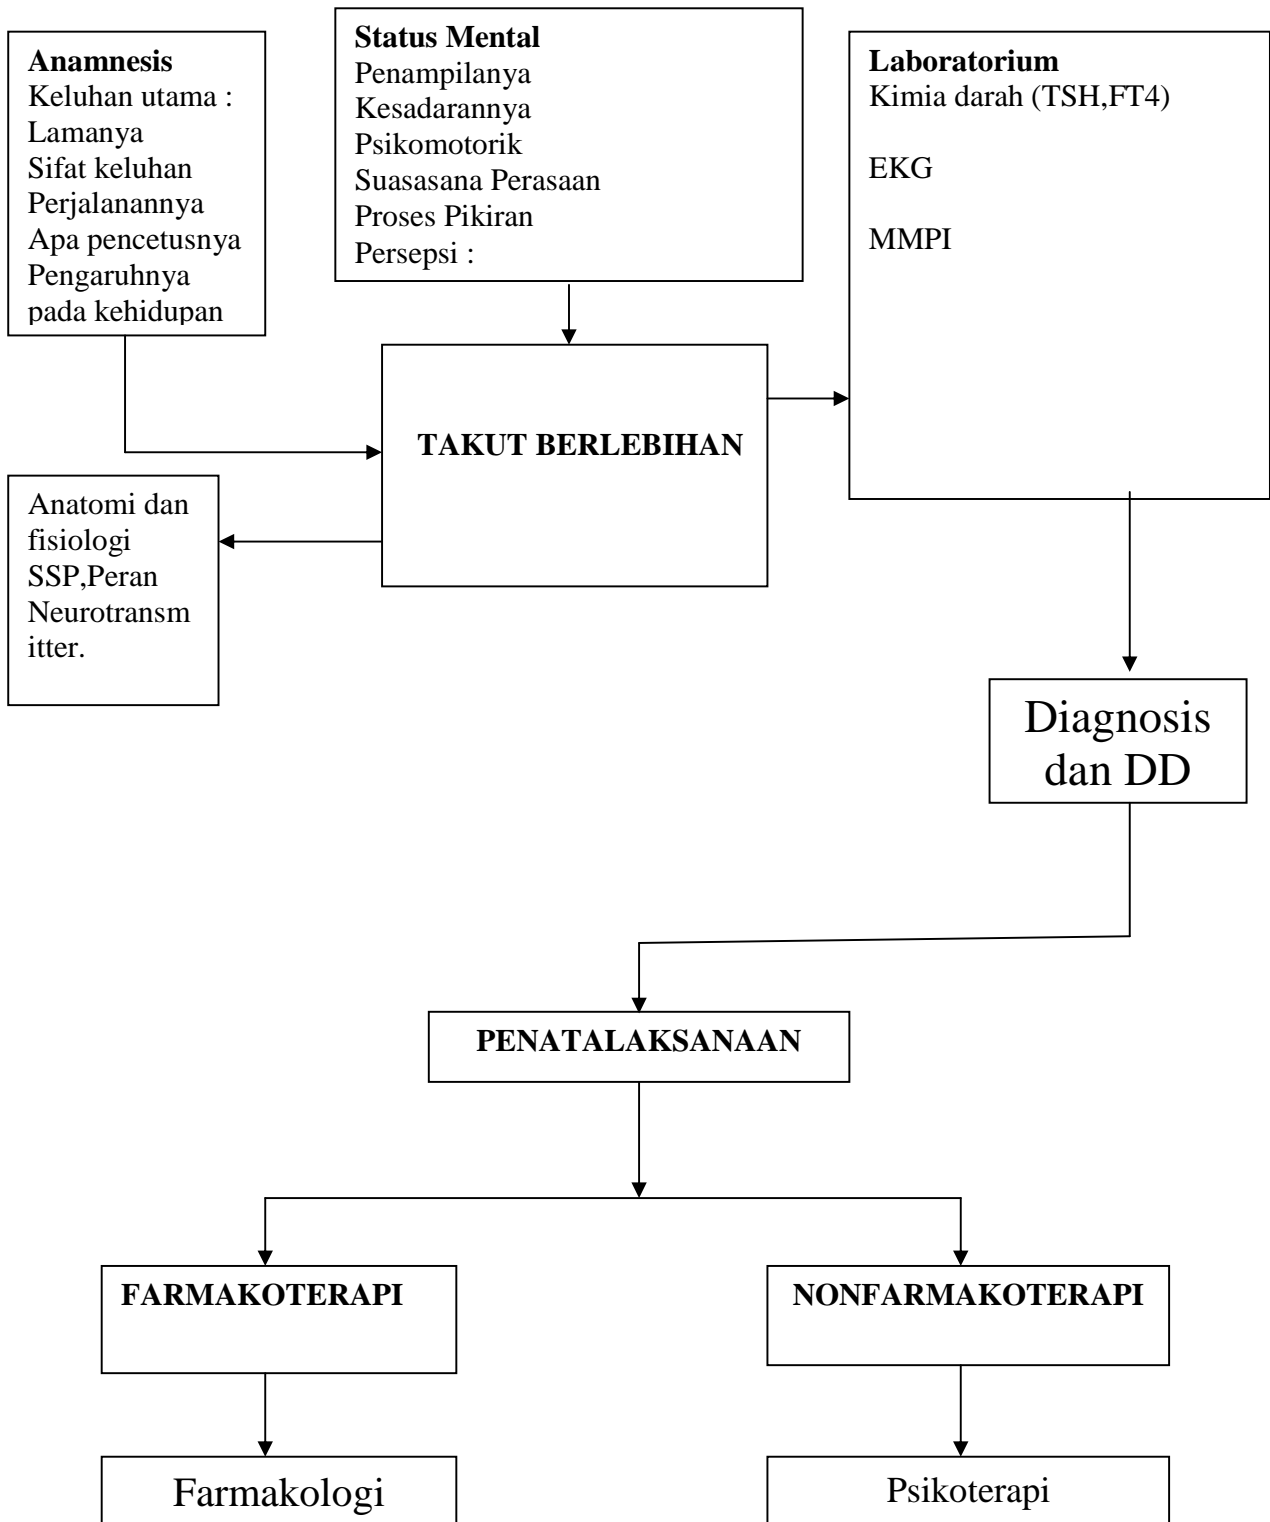 Anamnesis
Keluhan utama :
Lamanya
Sifat keluhan
Perjalanannya
Apa pencetusnya
Pengaruhnya
pada kehidupan
Status Mental
Penampilanya
Kesadarannya
Psikomotorik
Suasasana Perasaan
Proses Pikiran
Persepsi :
Laboratorium
Kimia darah (TSH,FT4)
EKG
MMPI
TAKUT BERLEBIHAN
Anatomi dan
fisiologi
SSP,Peran
Neurotransm
itter.
Diagnosis
dan DD
PENATALAKSANAAN
FARMAKOTERAPI
NONFARMAKOTERAPI
Farmakologi
Psikoterapi